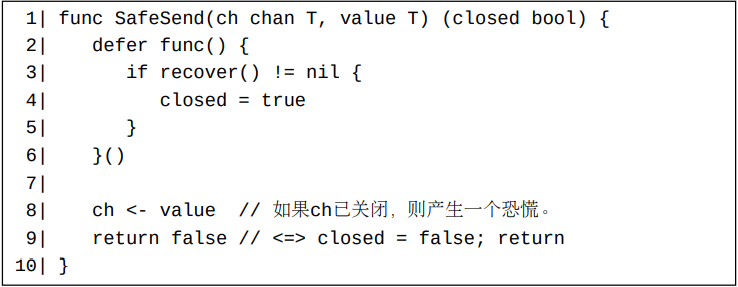 1| func SafeSend(ch chan T, value T) (closed bool) {
2|    defer func() {
3|       if recover() != nil {
4|          closed = true
5|       }
6|    }()
7|
8|    ch <- value  // 如果ch已关闭，则产生一个恐慌。
9|    return false // <=> closed = false; return
10| }